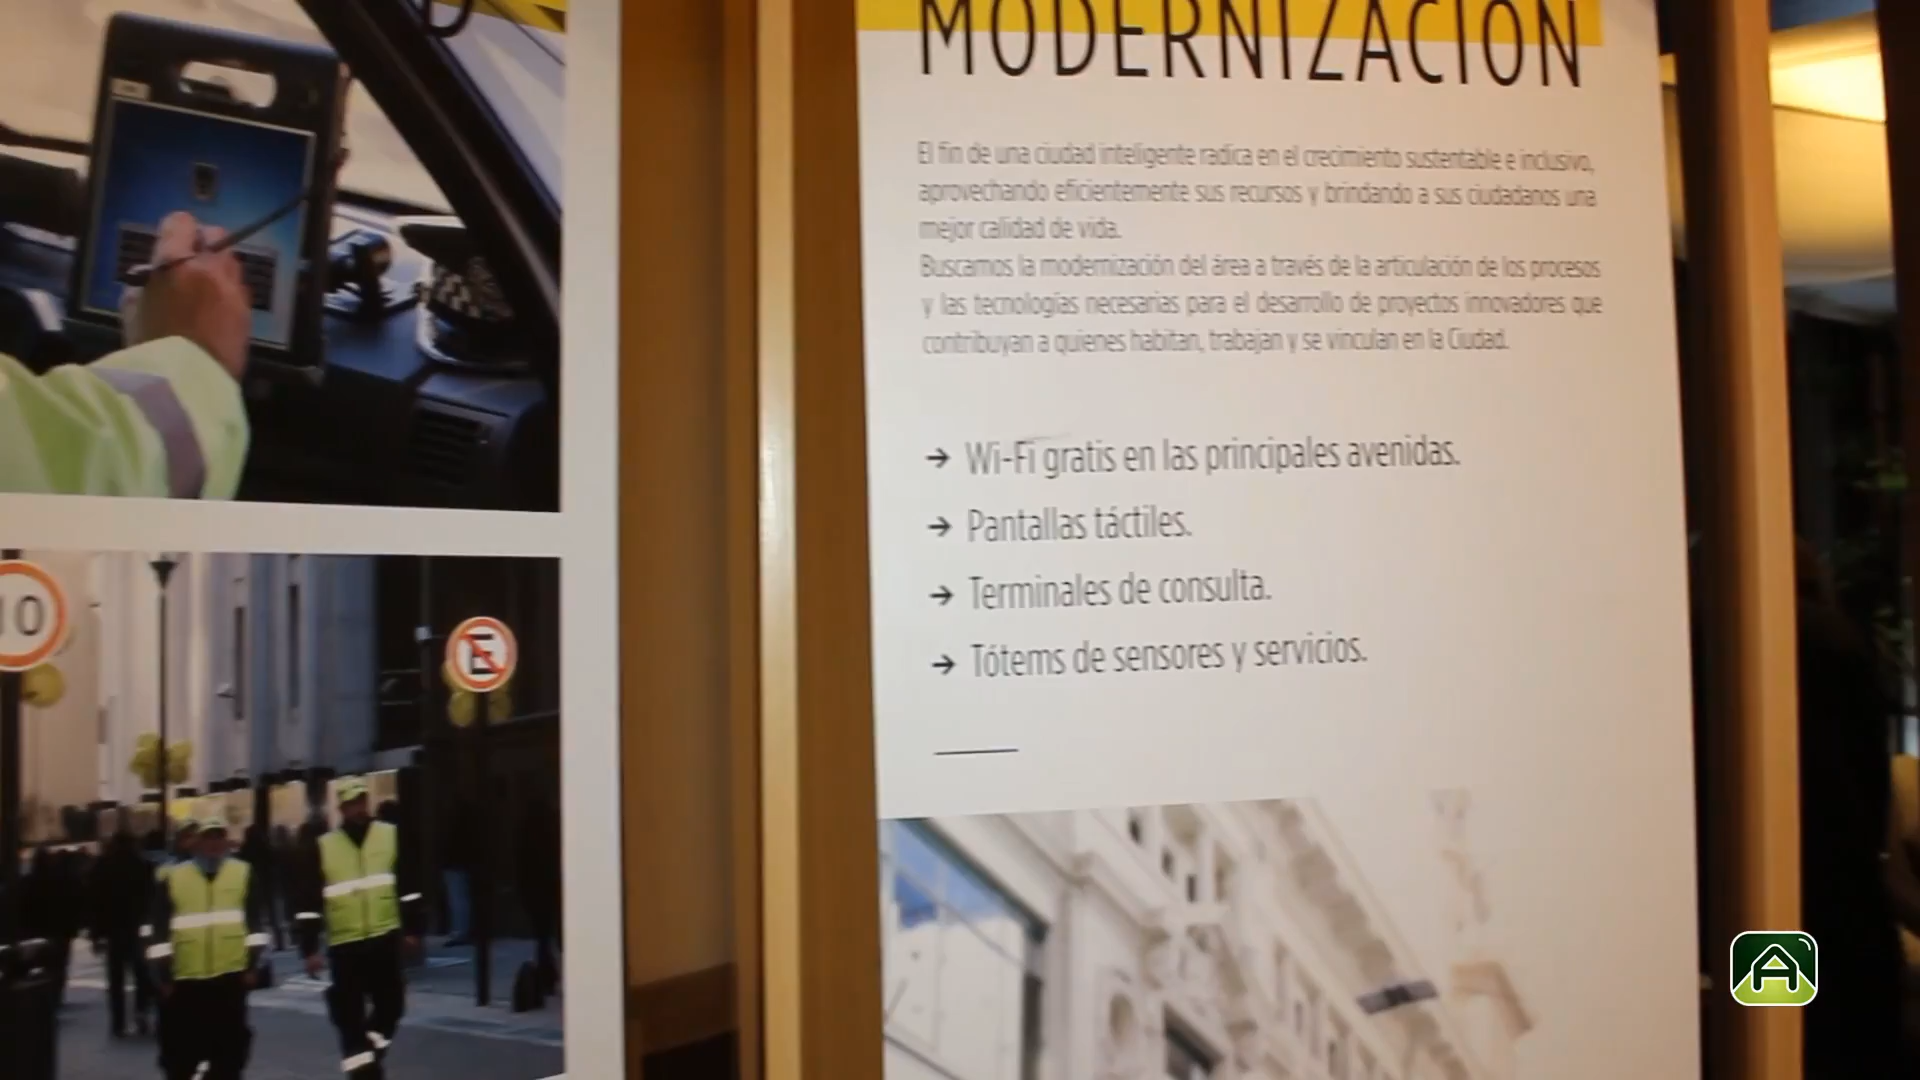 D
MODERNIZACIÓN
El fin de una ciudad inteligente radica en el crecimiento sustentable e inclusivo,
aprovechando eficientemente sus recursos y brindando a sus ciudadanos una
mejor calidad de vida.
Buscamos la modernización del área a través de la articulación de los procesos
y las tecnologías necesarias para el desarrollo de proyectos innovadores que
contribuyan a quienes habitan, trabajan y se vinculan en la Ciudad.
→ Wi-Fi gratis en las principales avenidas.
→ Pantallas táctiles.
→ Terminales de consulta.
→ Tótems de sensores y servicios.
10
E
A